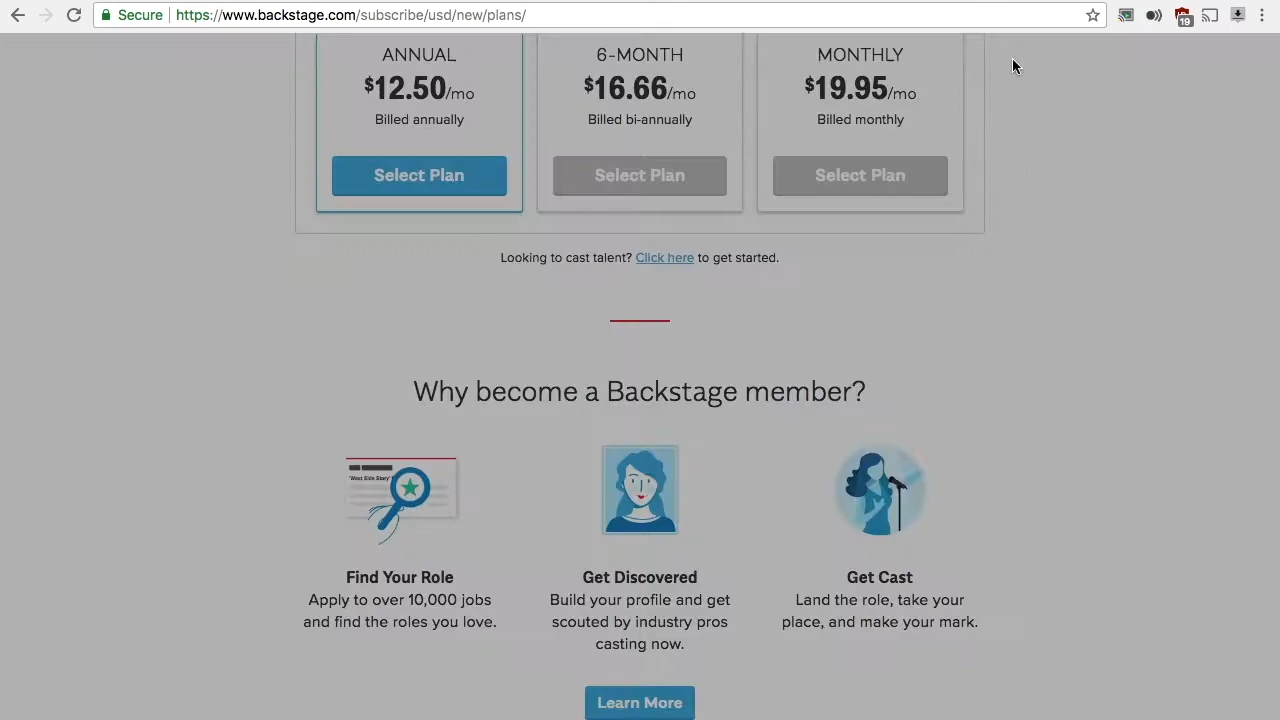 Secure
https://www.backstage.com/subscribe/usd/new/plans/
19
ANNUAL
$12.50/mo
Billed annually
Select Plan
6-MONTH
$16.66/mo
Billed bi-annually
Select Plan
MONTHLY
$19.95/mo
Billed monthly
Select Plan
Looking to cast talent? Click here to get started.
Why become a Backstage member?
"West Side Story"
Find Your Role
Apply to over 10,000 jobs
and find the roles you love.
Get Discovered
Build your profile and get
scouted by industry pros
casting now.
Get Cast
Land the role, take your
place, and make your mark.
Learn More